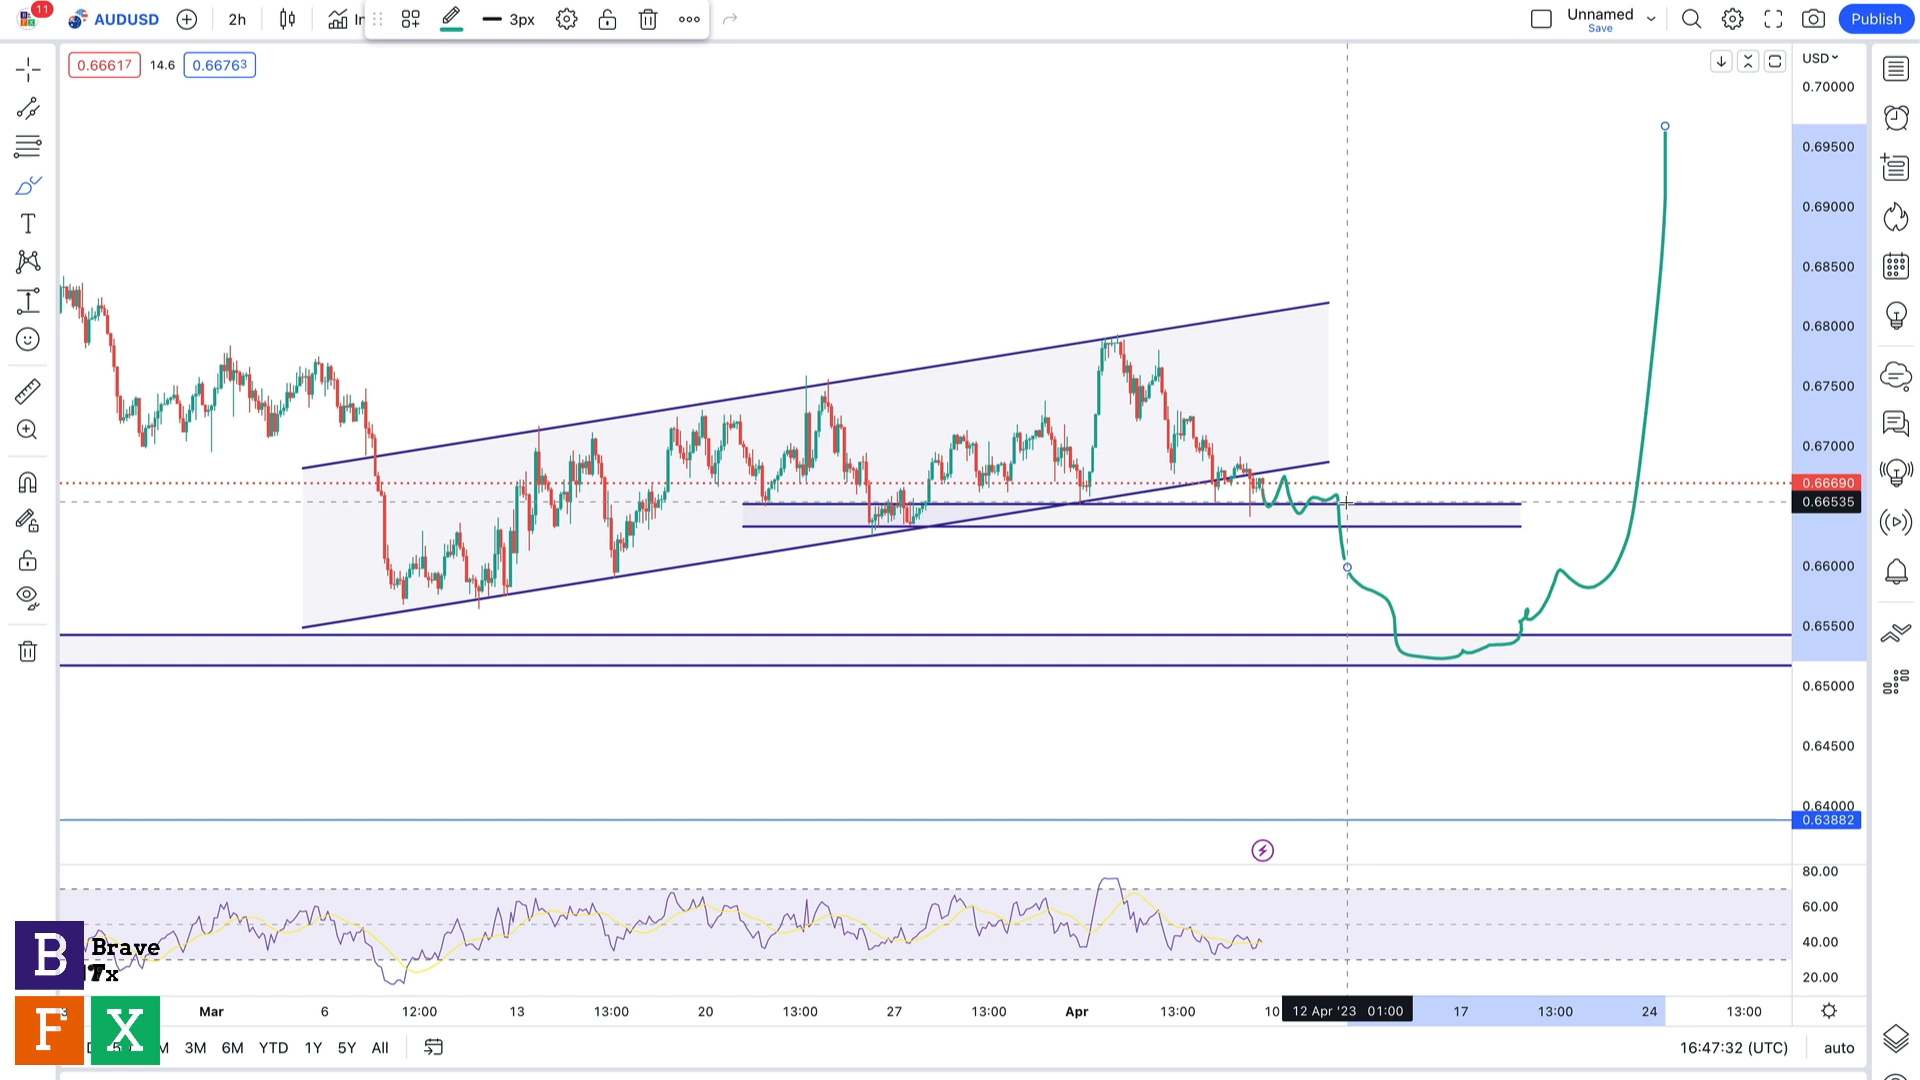 11
AUDUSD
2h
In
3px
Unnamed
Save
Publish
0.66617
14.6
0.66763
USD
0.70000
0.69500
0.69000
0.68500
0.68000
0.67500
0.67000
0.66690
0.66535
0.66000
0.65500
0.65000
0.64500
0.64000
0.63882
80.00
60.00
40.00
20.00
B
Brave
F
X
Mar
6
12:00
13
13:00
20
13:00
27
13:00
Apr
13:00
10
12 Apr '23 01:00
17
13:00
24
13:00
3M
6M
YTD
1Y
5Y
All
16:47:32 (UTC)
auto